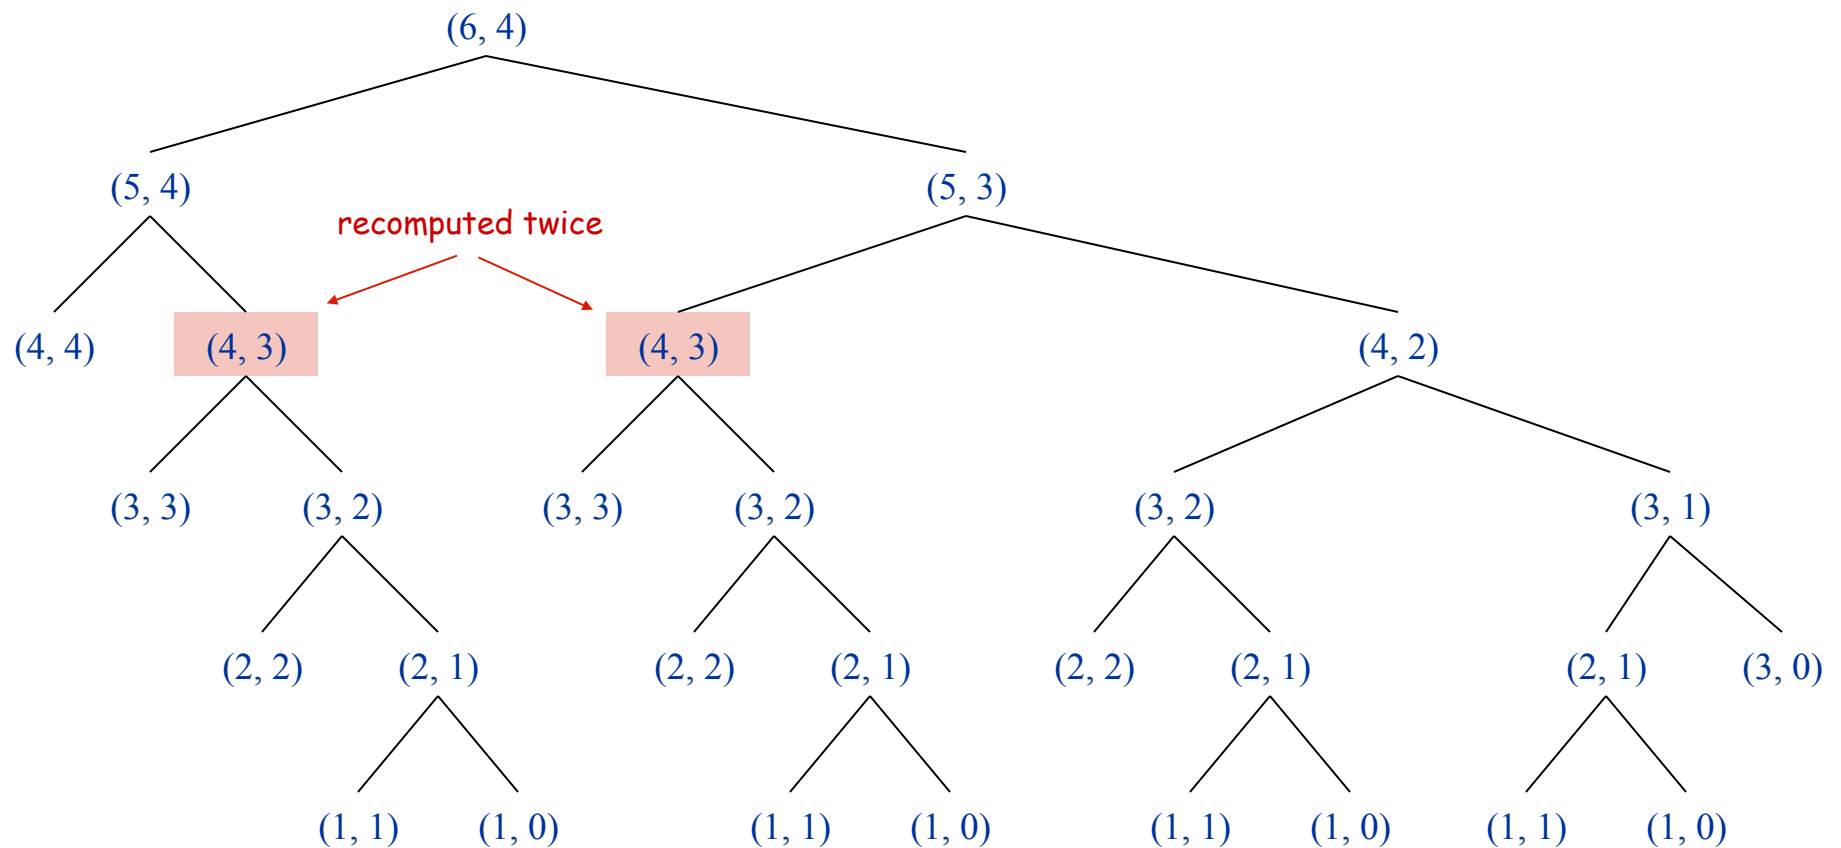 (6, 4)
(5, 4) (5, 3)
recomputed twice
(4, 4) (4, 3) (4, 3) (4, 2)
(3, 3) (3, 2) (3, 3) (3, 2) (3, 2) (3, 1)
(2, 2) (2, 1) (2, 2) (2, 1) (2, 2) (2, 1) (2, 1) (3, 0)
(1, 1) (1, 0) (1, 1) (1, 0) (1, 1) (1, 0) (1, 1) (1, 0)